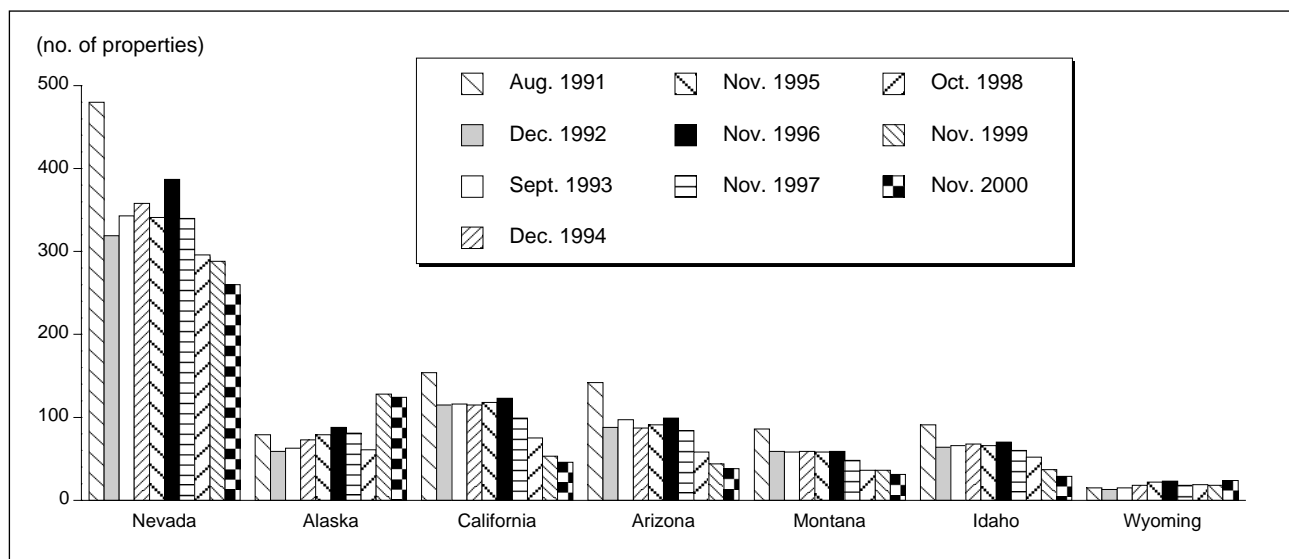 (no. of properties)
500
400
300
200
100
0
Aug. 1991
Nov. 1995
Oct. 1998
Dec. 1992
Nov. 1996
Nov. 1999
Sept. 1993
Nov. 1997
Nov. 2000
Dec. 1994
Nevada
Alaska
California
Arizona
Montana
Idaho
Wyoming